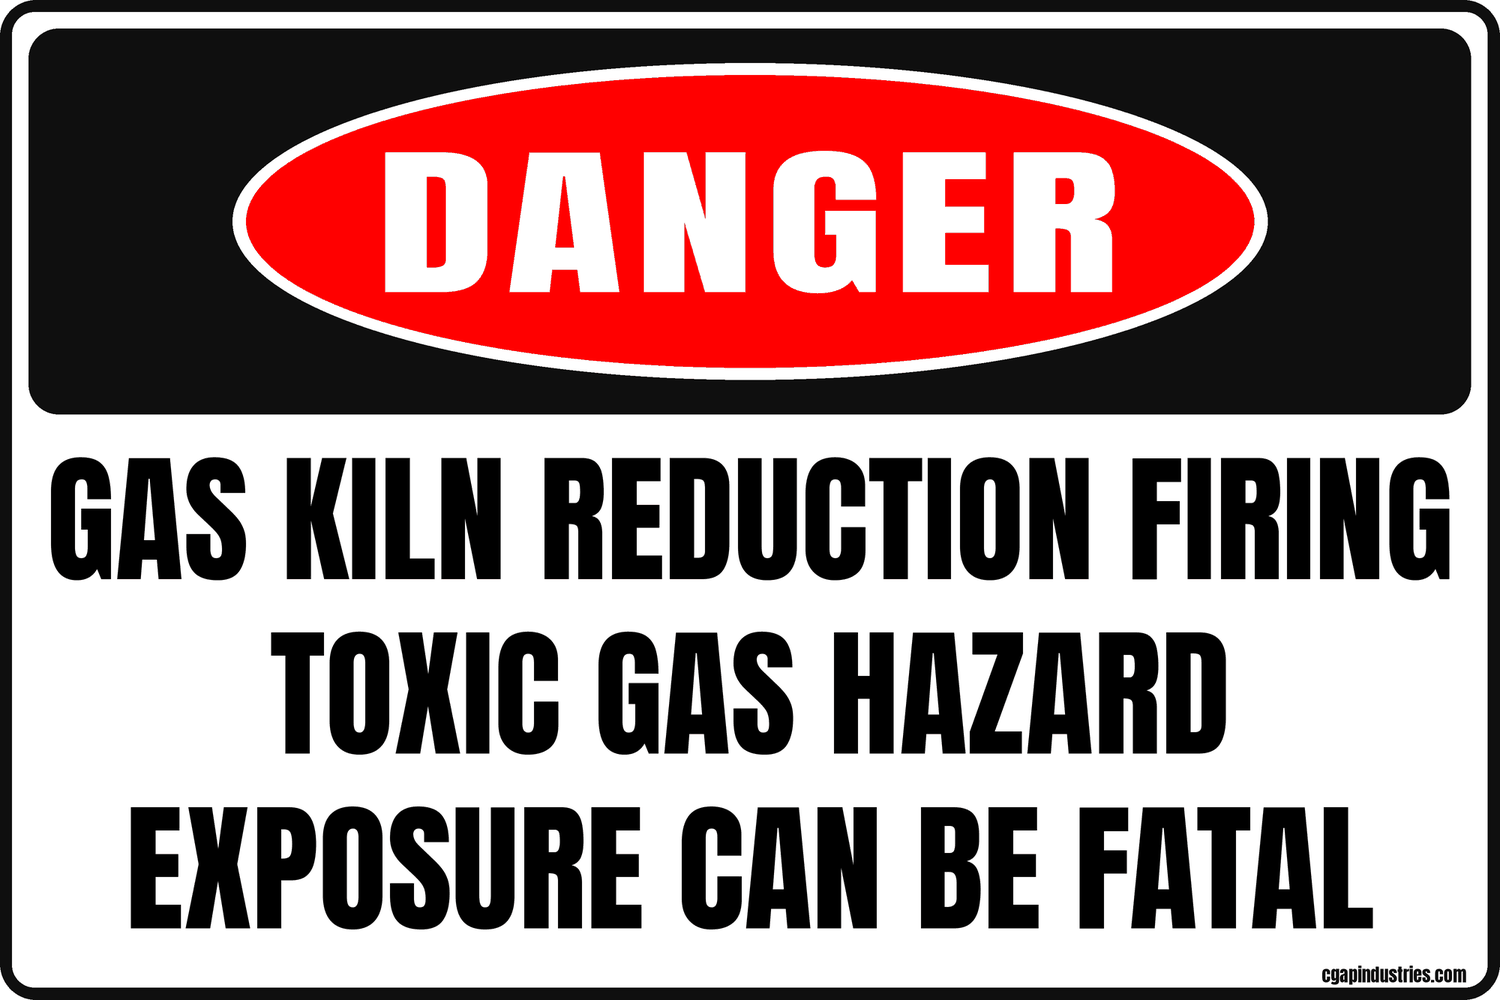 DANGER
GAS KILN REDUCTION FIRING
TOXIC GAS HAZARD
EXPOSURE CAN BE FATAL
cgapindustries.com